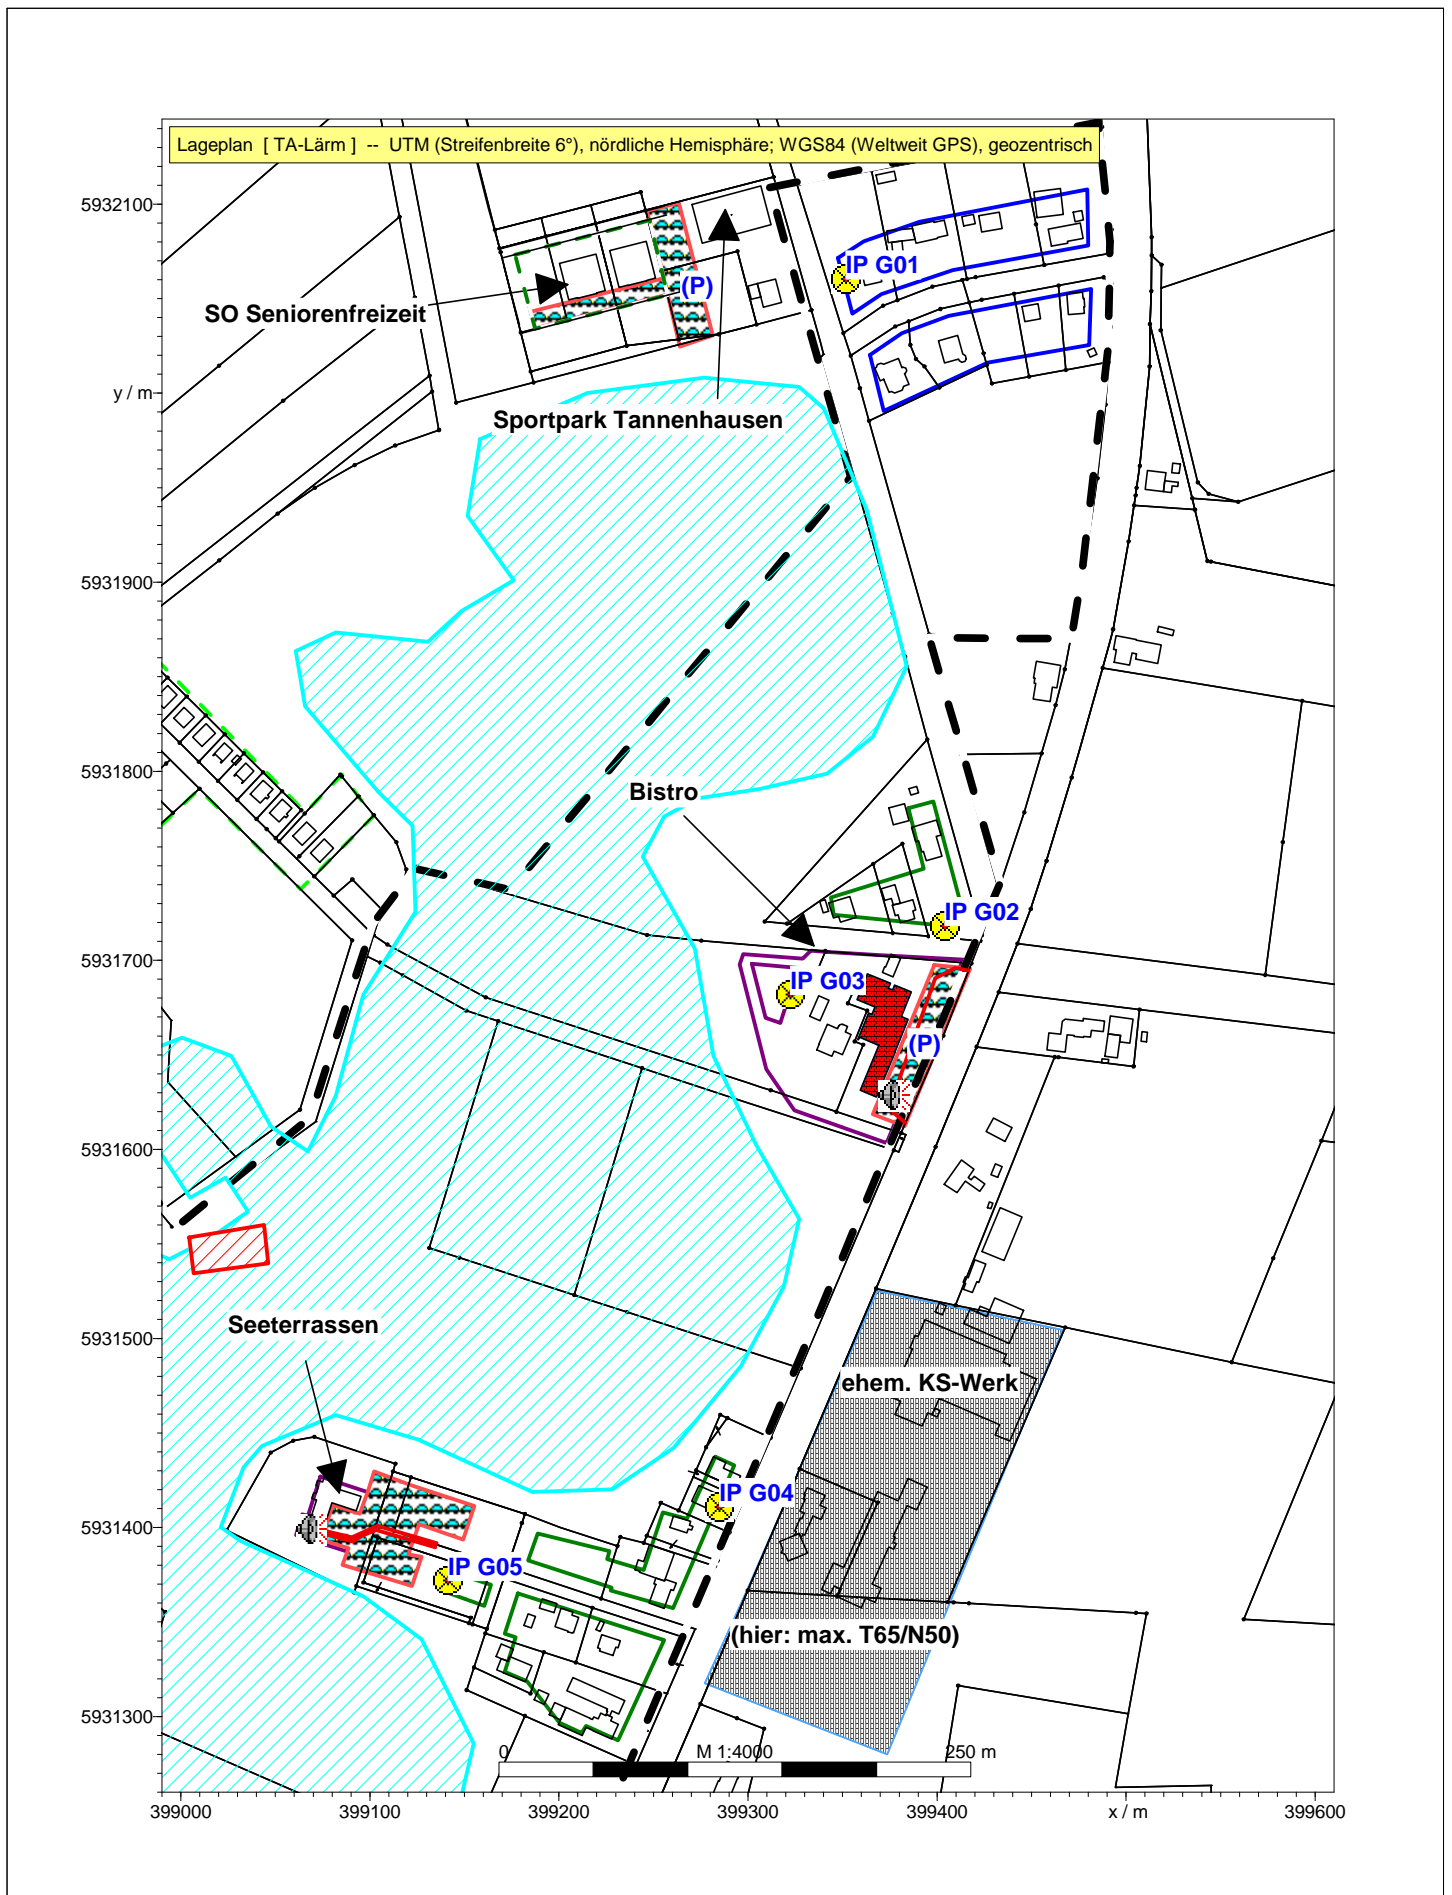 Lageplan [ TA-Lärm ] -- UTM (Streifenbreite 6°), nördliche Hemisphäre; WGS84 (Weltweit GPS), geozentrisch
5932100
IP G01
(P)
SO Seniorenfreizeit
y / m
Sportpark Tannenhausen
5931900
5931800
Bistro
IP G02
5931700
IP G03
(P)
5931600
Seeterrassen
5931500
ehem. KS-Werk
IP G04
5931400
IP G05
(hier: max. T65/N50)
5931300
0 M 1:4000 250 m
399000 399100 399200 399300 399400 x / m 399600